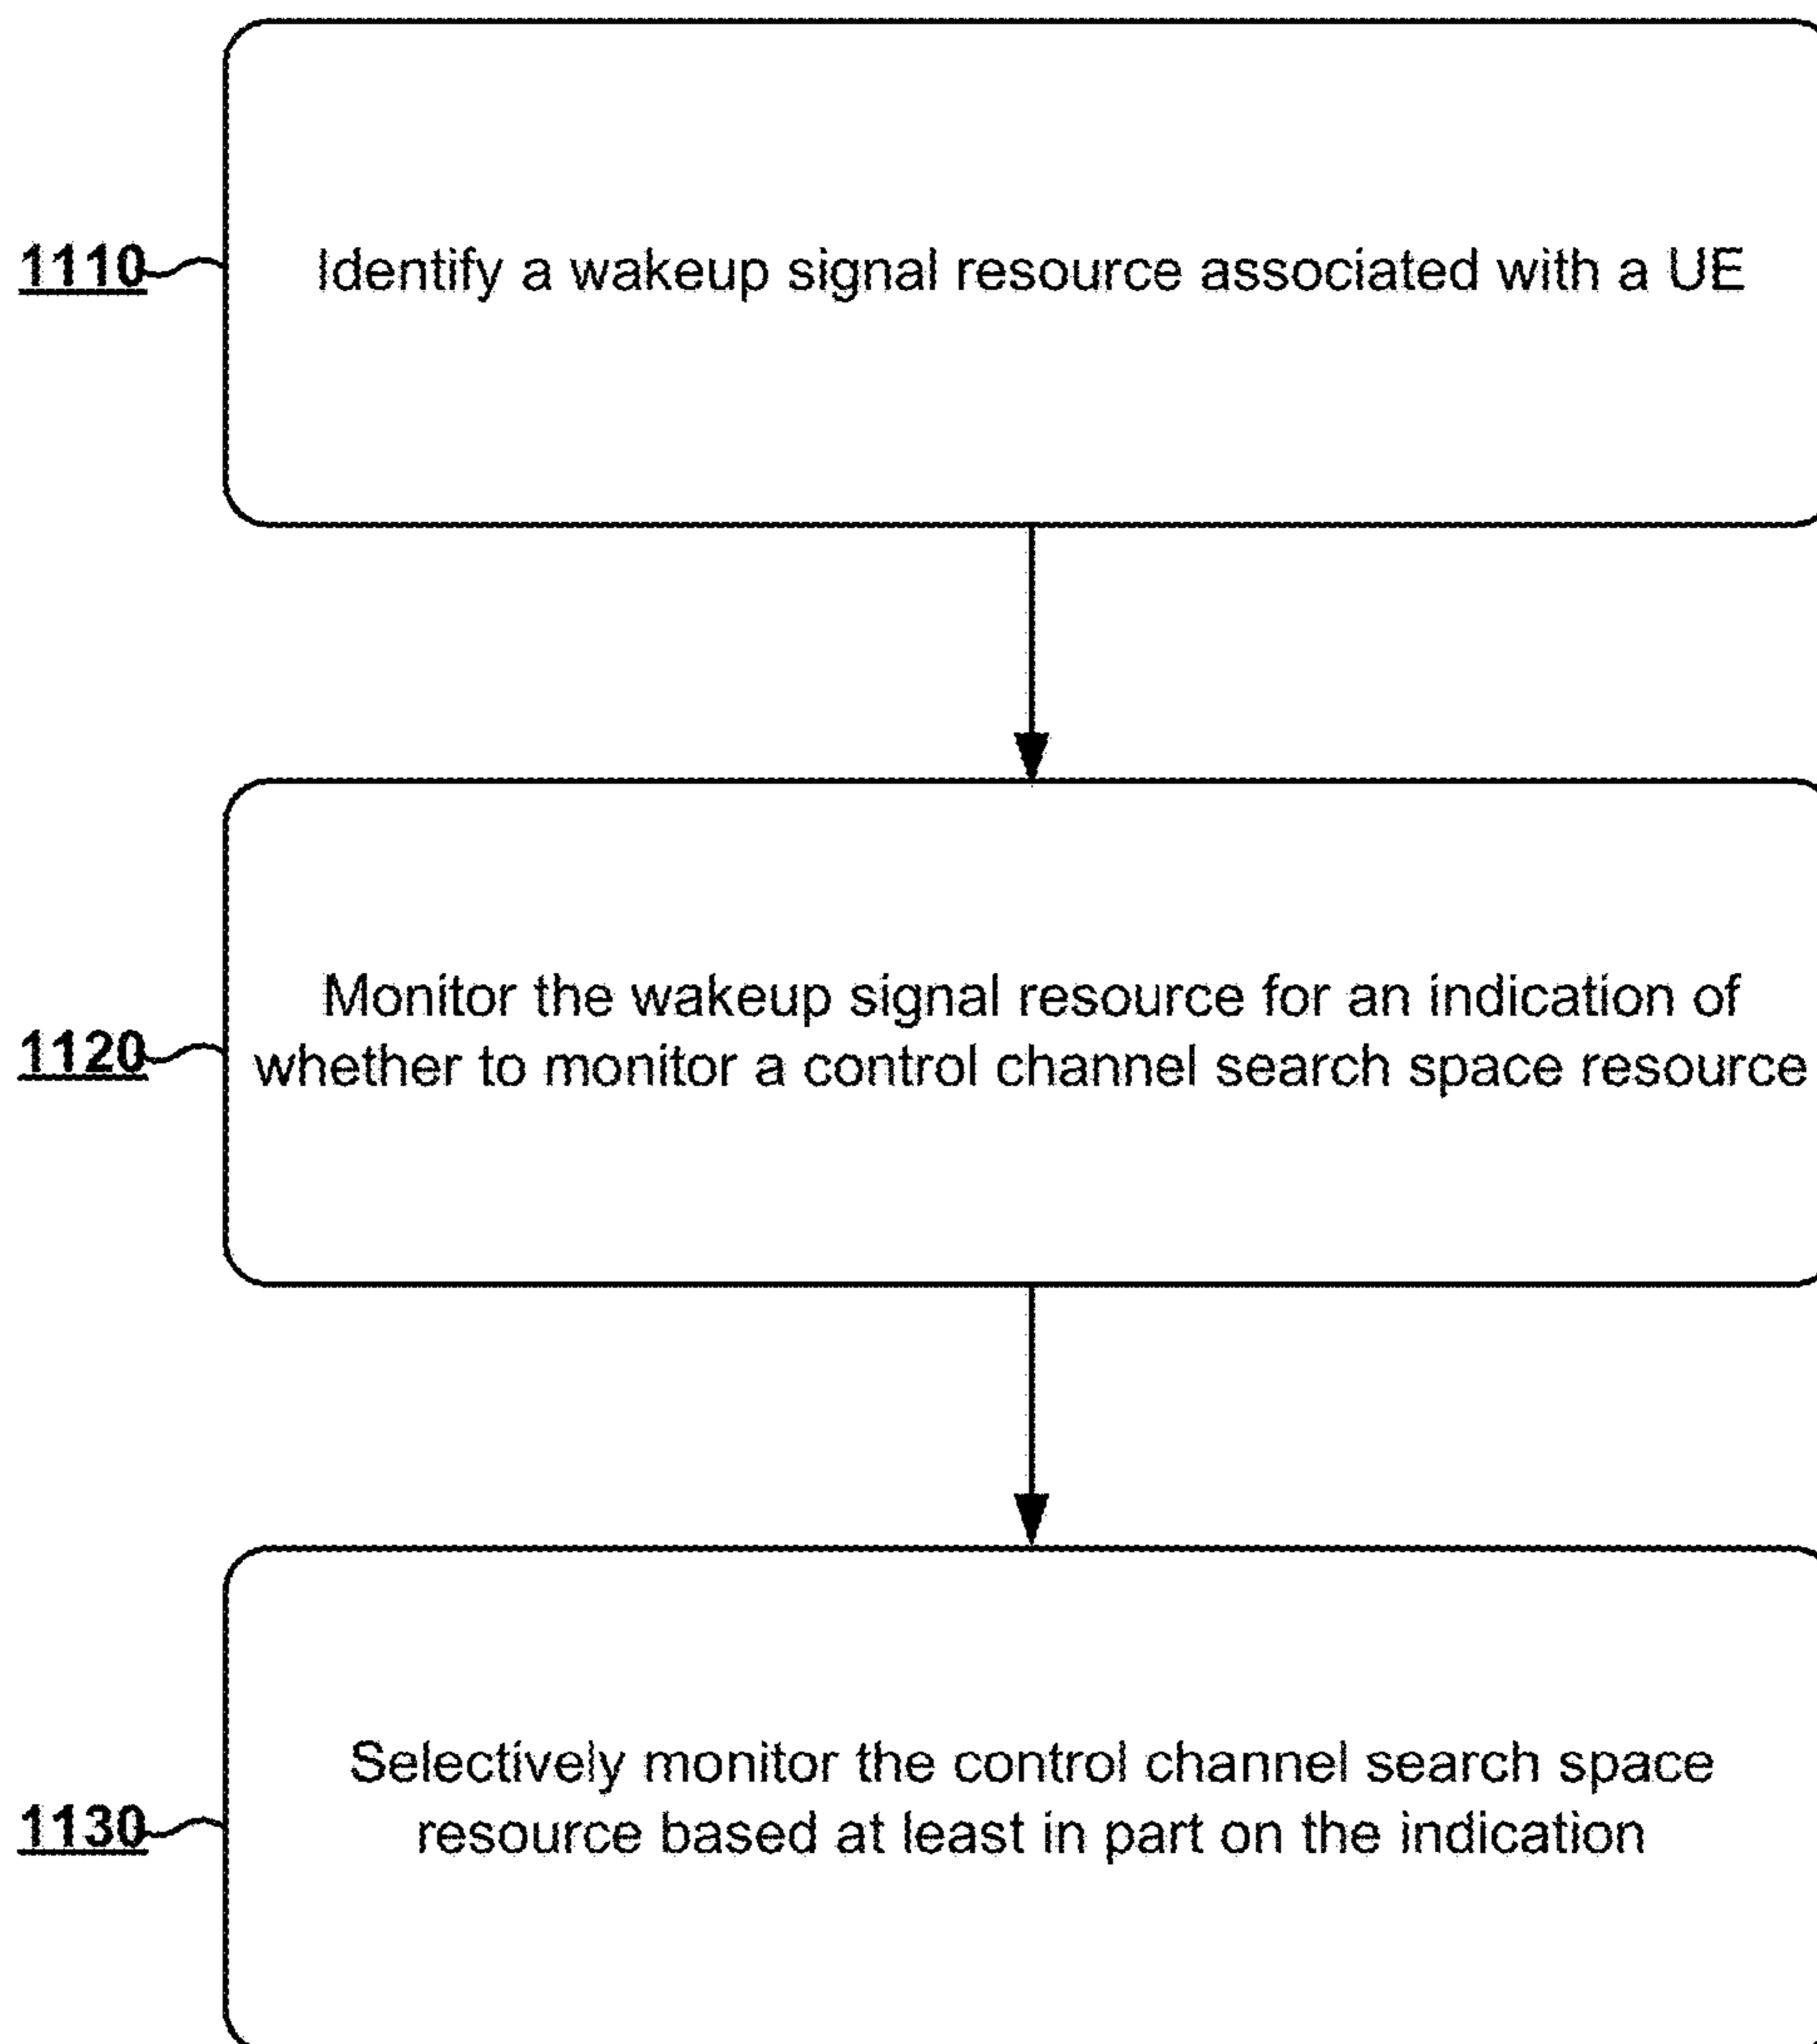 1110
Identify a wakeup signal resource associated with a UE
1120
Monitor the wakeup signal resource for an indication of
whether to monitor a control channel search space resource
1130
Selectively monitor the control channel search space
resource based at least in part on the indication